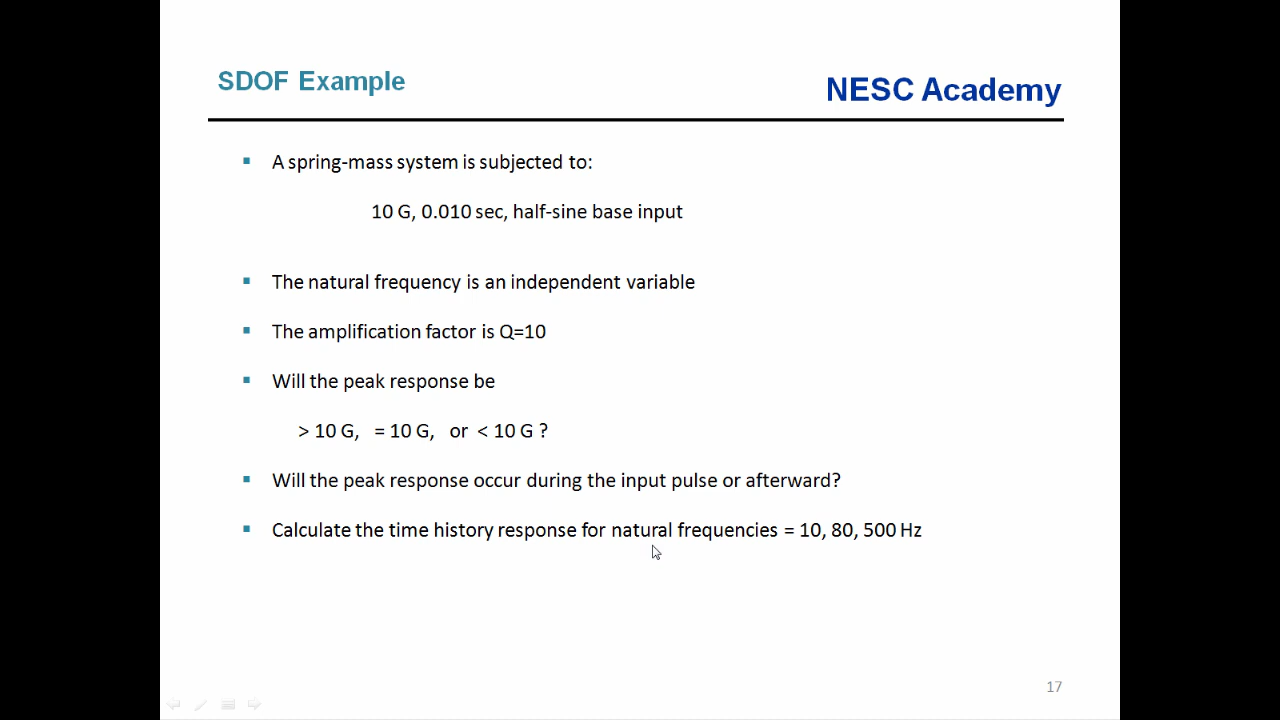 SDOF Example
NESC Academy
▪ A spring-mass system is subjected to:
10 G, 0.010 sec, half-sine base input
▪ The natural frequency is an independent variable
▪ The amplification factor is Q=10
▪ Will the peak response be
> 10 G, = 10 G, or < 10 G ?
▪ Will the peak response occur during the input pulse or afterward?
▪ Calculate the time history response for natural frequencies = 10, 80, 500 Hz
17